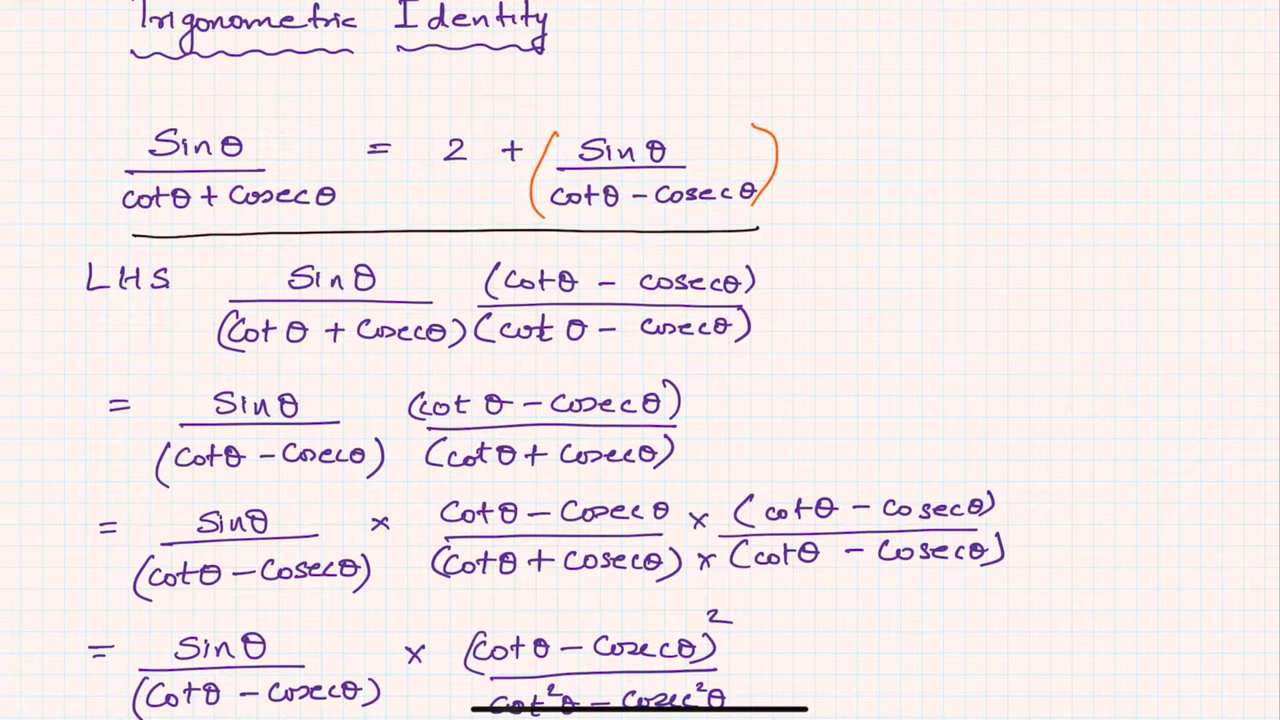 Trigonometric Identity
Sinθ / (cotθ + Cosecθ) = 2 + (Sinθ / (cotθ - Cosecθ))
LHS Sinθ / (Cotθ + Cosecθ) (Cotθ - cosecθ) / (cotθ - cosecθ)
= Sinθ / (Cotθ - Cosecθ) (cotθ - Cosecθ) / (cotθ + Cosecθ)
= Sinθ / (cotθ - Cosecθ) × Cotθ - Cosecθ / (cotθ + Cosecθ) × (cotθ - cosecθ) / × (cotθ - Cosecθ)
= Sinθ / (Cotθ - cosecθ) × (cotθ - Cosecθ)² / cot²θ - Cosec²θ